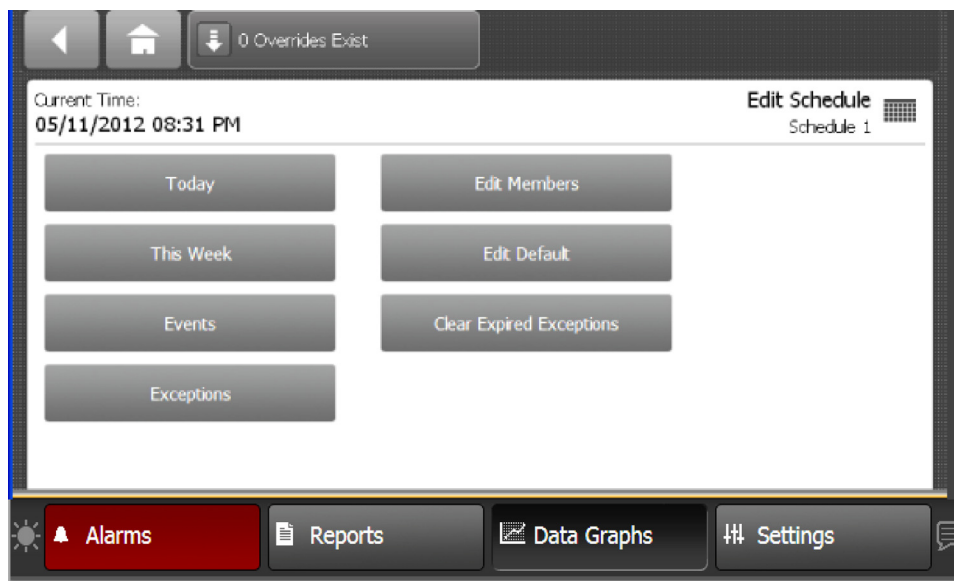 0 Overrides Exist
Current Time:
05/11/2012 08:31 PM
Edit Schedule
Schedule 1
Today
Edit Members
This Week
Edit Default
Events
Clear Expired Exceptions
Exceptions
Alarms
Reports
Data Graphs
Settings